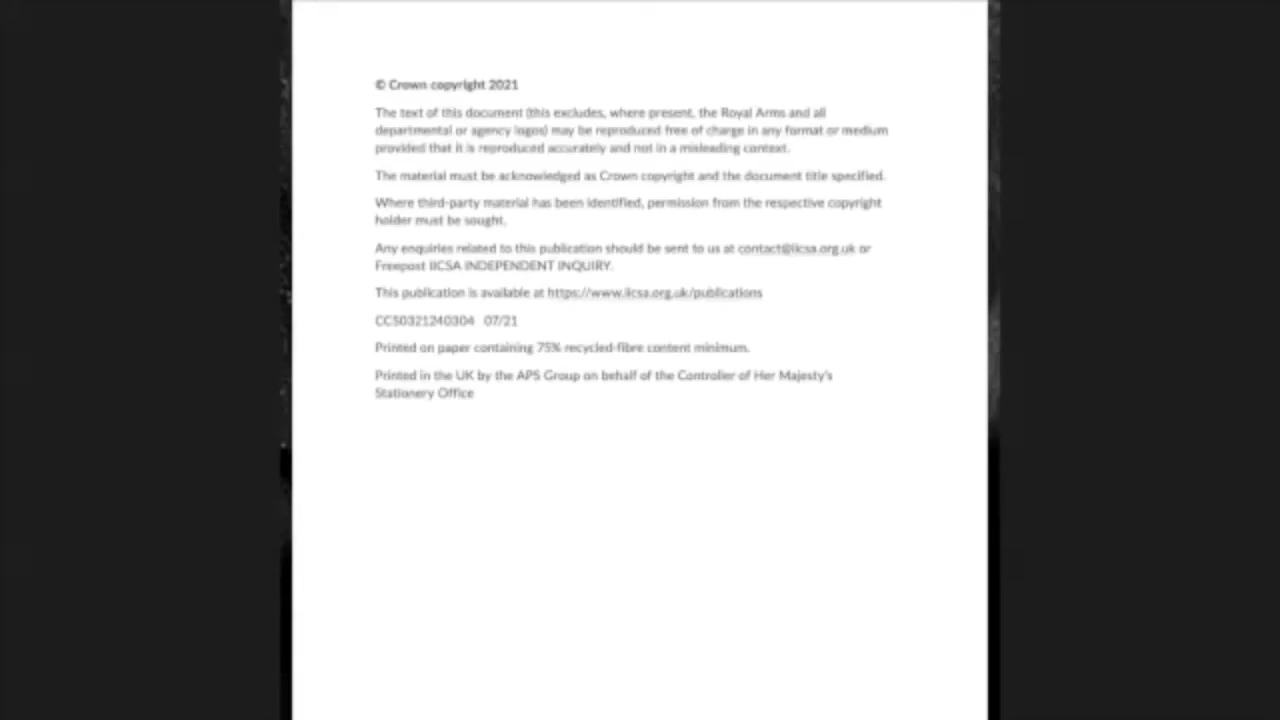 © Crown copyright 2021
The text of this document (this excludes, where present, the Royal Arms and all
departmental or agency logos) may be reproduced free of charge in any format or medium
provided that it is reproduced accurately and not in a misleading context.
The material must be acknowledged as Crown copyright and the document title specified.
Where third-party material has been identified, permission from the respective copyright
holder must be sought.
Any enquiries related to this publication should be sent to us at contact@iicsa.org.uk or
Freepost IICSA INDEPENDENT INQUIRY.
This publication is available at https://www.iicsa.org.uk/publications
CCS0321240304 07/21
Printed on paper containing 75% recycled-fibre content minimum.
Printed in the UK by the APS Group on behalf of the Controller of Her Majesty's
Stationery Office